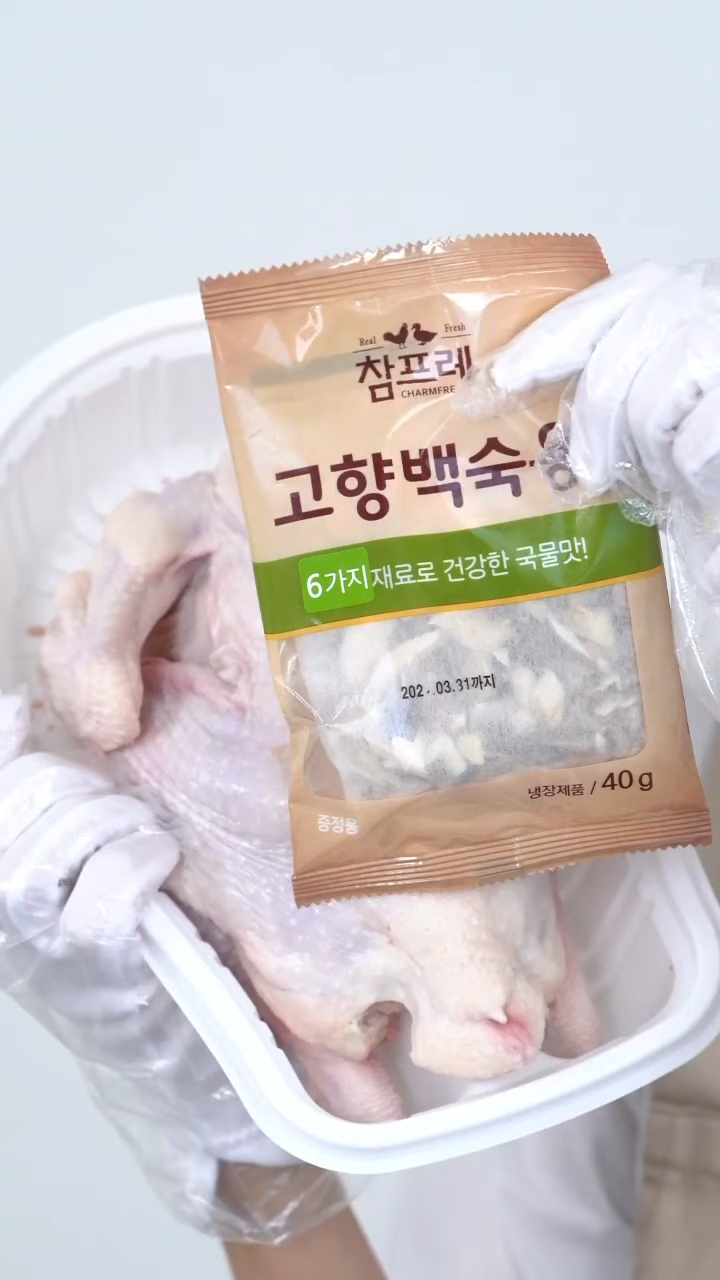 Real Fresh
참프레
CHARMFRE
고향백숙용
6가지 재료로 건강한 국물맛!
.03.31까지
냉장제품 / 40g
증정용